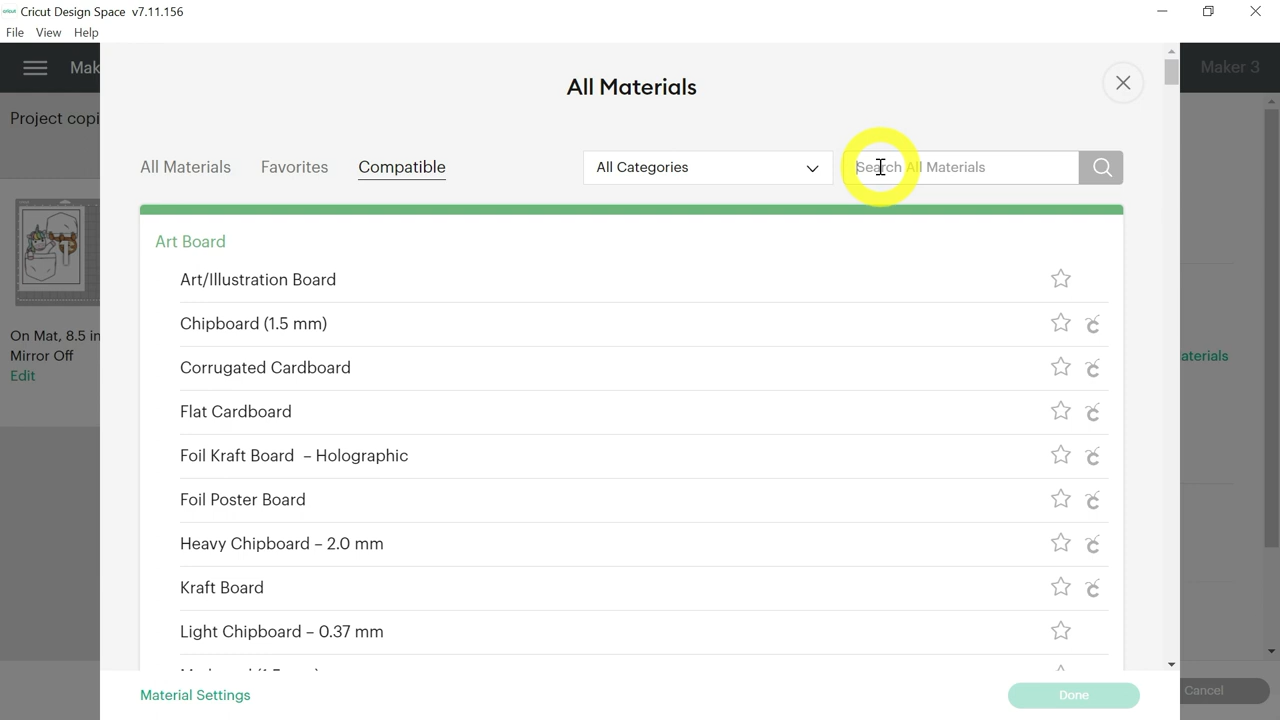 cricut Cricut Design Space v7.11.156
File View Help
Mak
Maker 3
All Materials
Project copi
All Materials Favorites Compatible All Categories Search All Materials
Art Board
Art/Illustration Board
Chipboard (1.5 mm)
Corrugated Cardboard
On Mat, 8.5 in
Mirror Off
Edit
aterials
Flat Cardboard
Foil Kraft Board – Holographic
Foil Poster Board
Heavy Chipboard – 2.0 mm
Kraft Board
Light Chipboard – 0.37 mm
Material Settings Done Cancel